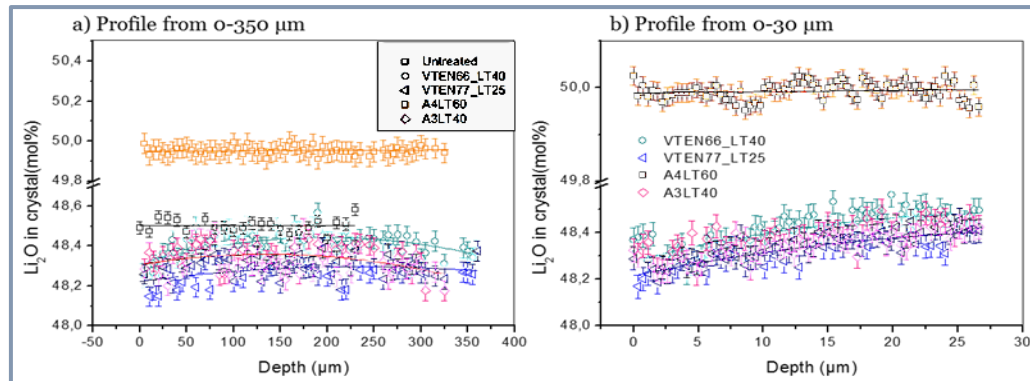 a) Profile from 0-350 µm
b) Profile from 0-30 µm
Li₂O in crystal(mol%)
50,4
50,2
50,0
49,8
48,6
48,4
48,2
48,0
-50 0 50 100 150 200 250 300 350 400
Depth (µm)
Untreated
VTEN66_LT40
VTEN77_LT25
A4LT60
A3LT40
Li₂O in crystal(mol%)
50,0
49,8
48,6
48,4
48,2
48,0
0 5 10 15 20 25 30
Depth (µm)
VTEN66_LT40
VTEN77_LT25
A4LT60
A3LT40